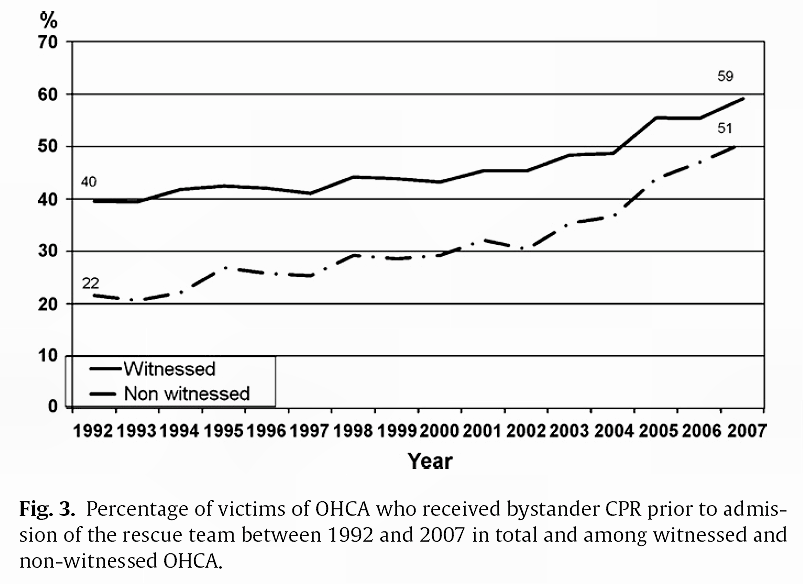 %
70
60
59
51
50
40
40
30
22
20
10
Witnessed
Non witnessed
0
1992 1993 1994 1995 1996 1997 1998 1999 2000 2001 2002 2003 2004 2005 2006 2007
Year
Fig. 3. Percentage of victims of OHCA who received bystander CPR prior to admis-
sion of the rescue team between 1992 and 2007 in total and among witnessed and
non-witnessed OHCA.